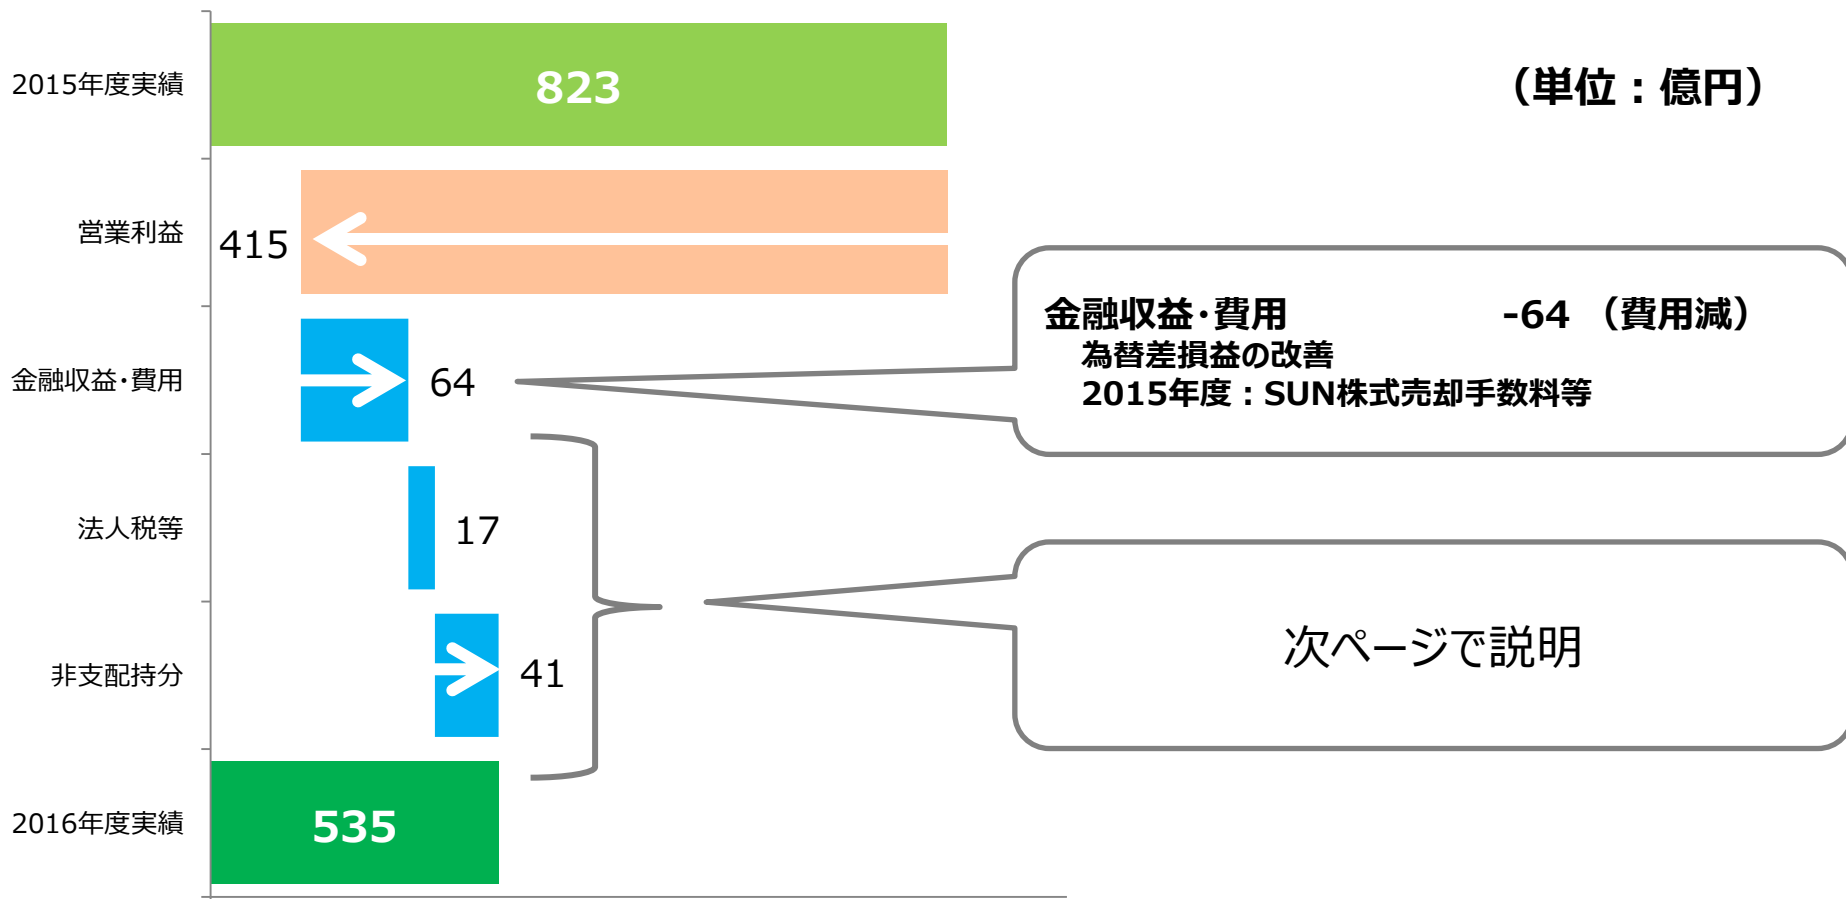 2015年度実績
823
（単位：億円）
営業利益
415
金融収益・費用
64
金融収益・費用 -64 （費用減）
為替差損益の改善
2015年度：SUN株式売却手数料等
法人税等
17
非支配持分
41
次ページで説明
2016年度実績
535